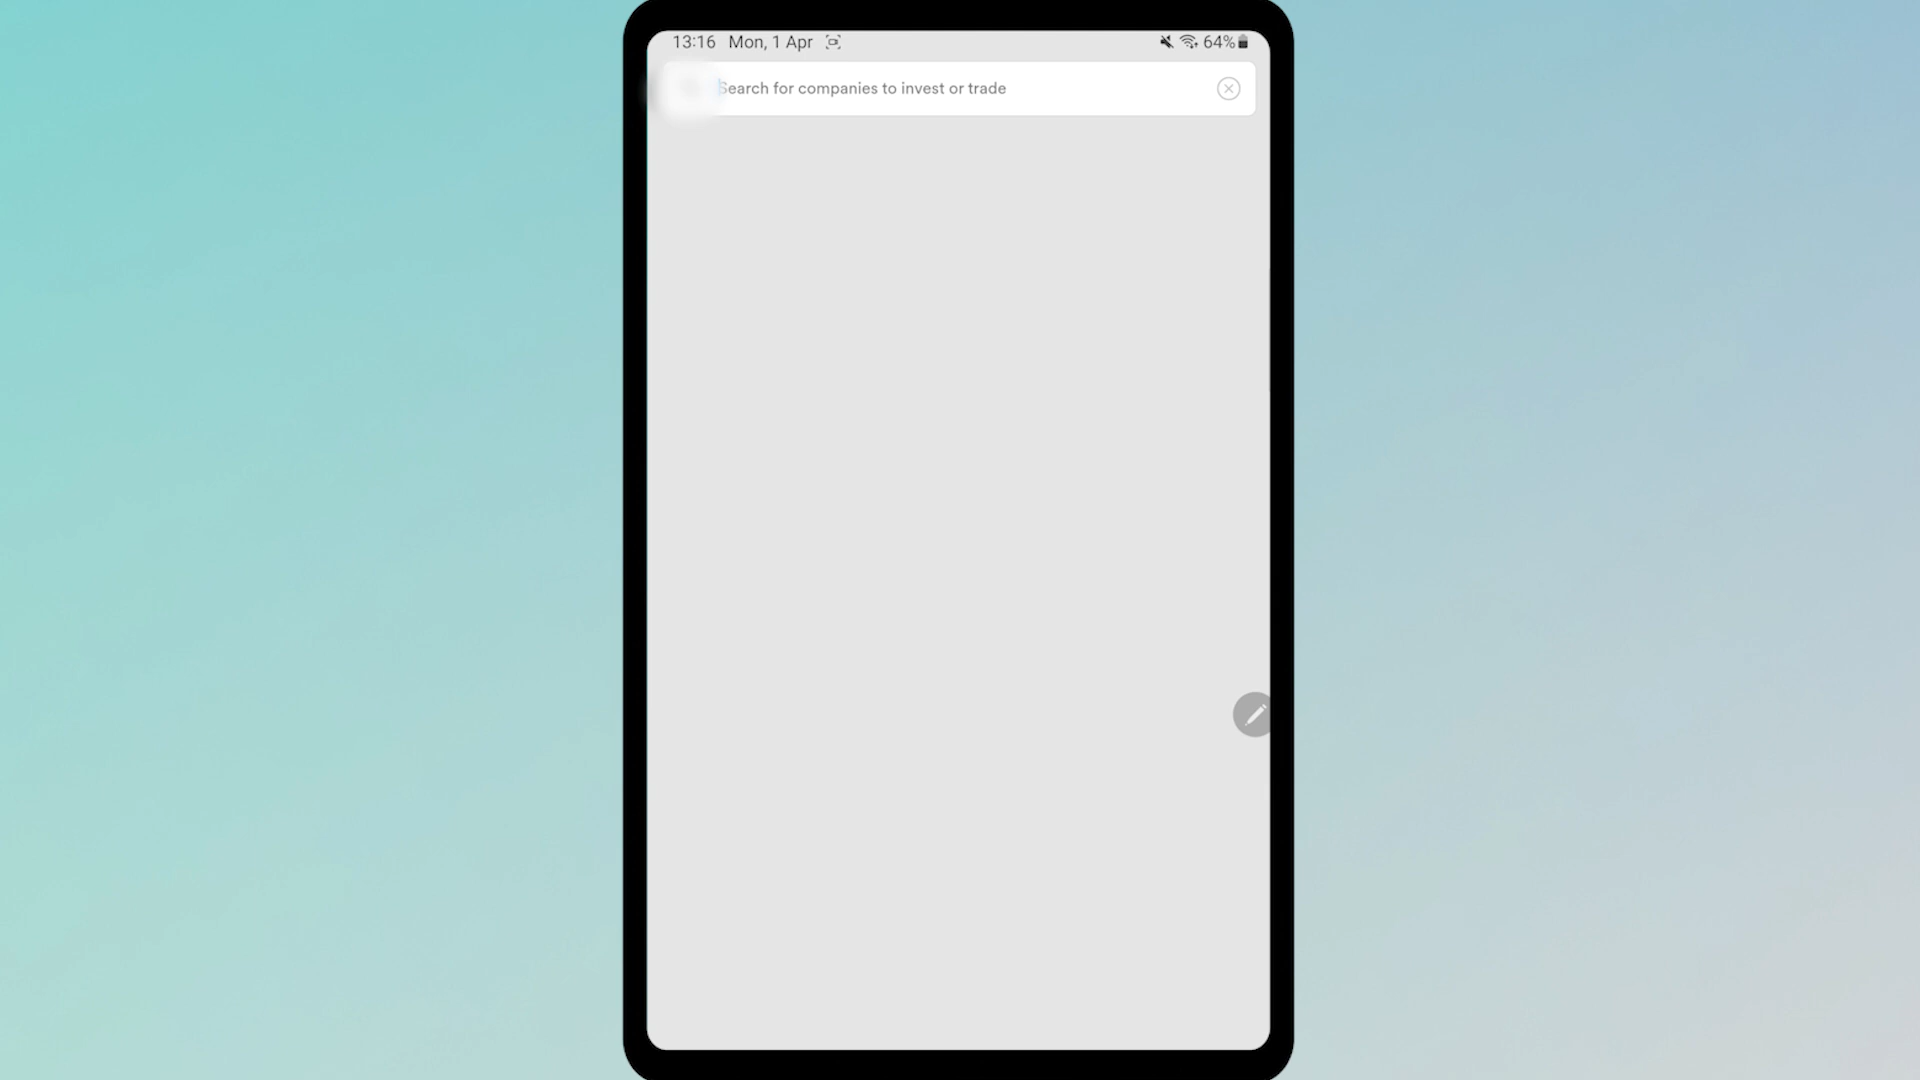 13:16 Mon, 1 Apr 64%
Search for companies to invest or trade